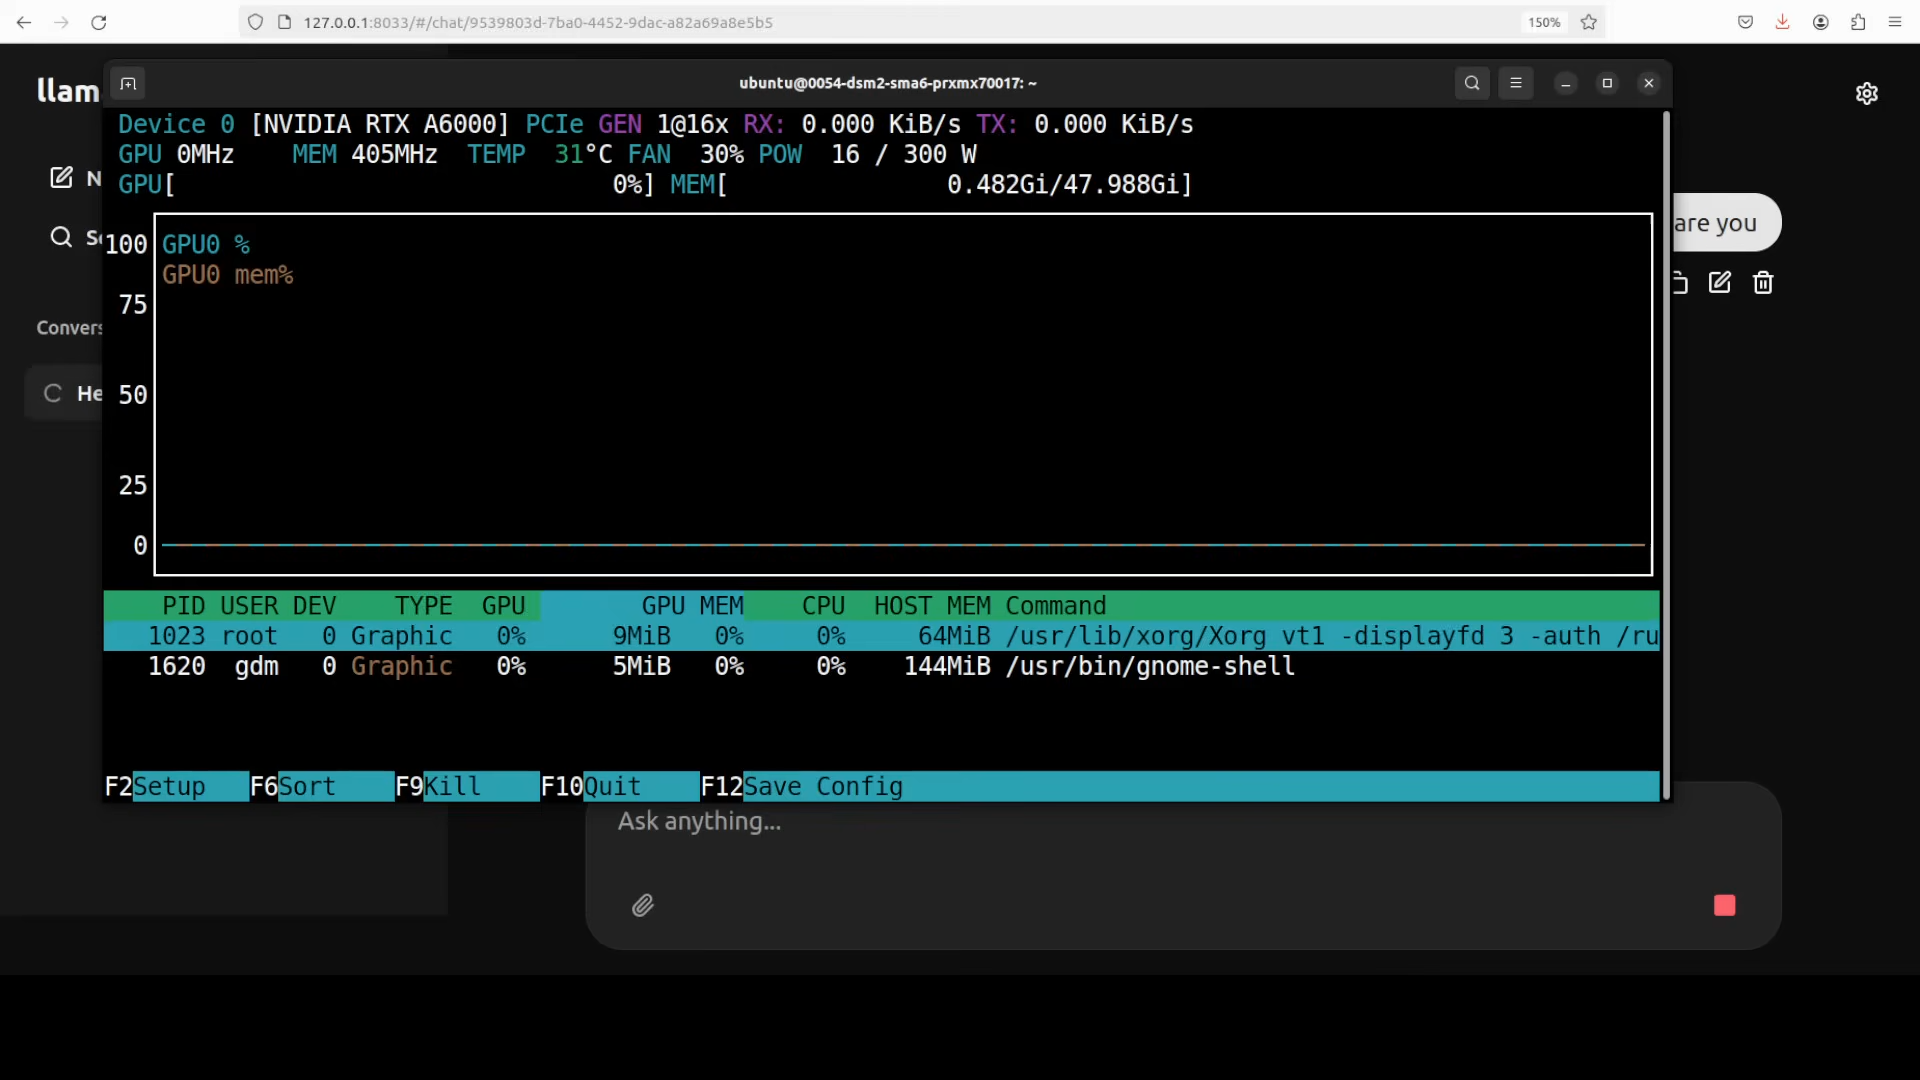 127.0.0.1:8033/#/chat/9539803d-7ba0-4452-9dac-a82a69a8e5b5
150%
llam
ubuntu@0054-dsm2-sma6-prxmx70017: ~
Device 0 [NVIDIA RTX A6000] PCIe GEN 1@16x RX: 0.000 KiB/s TX: 0.000 KiB/s
GPU 0MHz MEM 405MHz TEMP 31°C FAN 30% POW 16 / 300 W
GPU[ 0%] MEM[ 0.482Gi/47.988Gi]
N
Se
are you
100 GPU0 %
GPU0 mem%
75
Convers
50
He
25
0
PID USER DEV TYPE GPU GPU MEM CPU HOST MEM Command
1023 root 0 Graphic 0% 9MiB 0% 0% 64MiB /usr/lib/xorg/Xorg vt1 -displayfd 3 -auth /ru
1620 gdm 0 Graphic 0% 5MiB 0% 0% 144MiB /usr/bin/gnome-shell
F2Setup F6Sort F9Kill F10Quit F12Save Config
Ask anything...